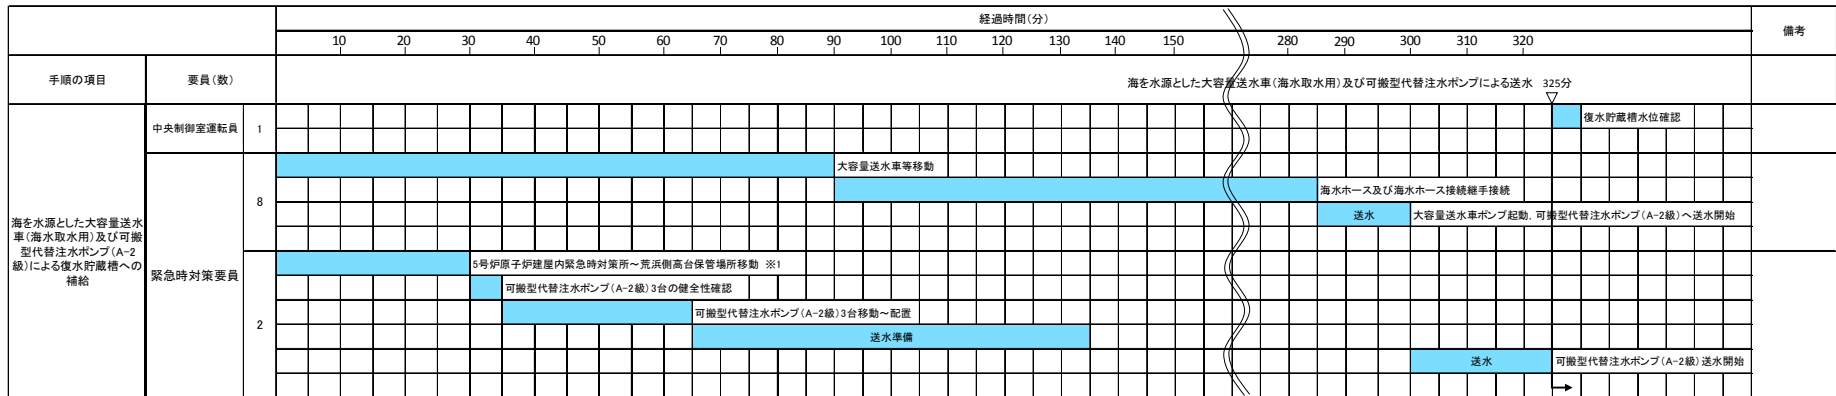 経過時間(分)
備考
10 20 30 40 50 60 70 80 90 100 110 120 130 140 150 280 290 300 310 320
手順の項目
要員(数)
海を水源とした大容量送水車(海水取水用)及び可搬型代替注水ポンプによる送水 325分
海を水源とした大容量送水
車(海水取水用)及び可搬
型代替注水ポンプ(A-2
級)による復水貯蔵槽への
補給
中央制御室運転員
1
復水貯蔵槽水位確認
緊急時対策要員
8
大容量送水車等移動
海水ホース及び海水ホース接続継手接続
送水
大容量送水車ポンプ起動,可搬型代替注水ポンプ(A-2級)へ送水開始
2
5号炉原子炉建屋内緊急時対策所~荒浜側高台保管場所移動 ※1
可搬型代替注水ポンプ(A-2級)3台の健全性確認
可搬型代替注水ポンプ(A-2級)3台移動~配置
送水準備
送水
可搬型代替注水ポンプ(A-2級)送水開始